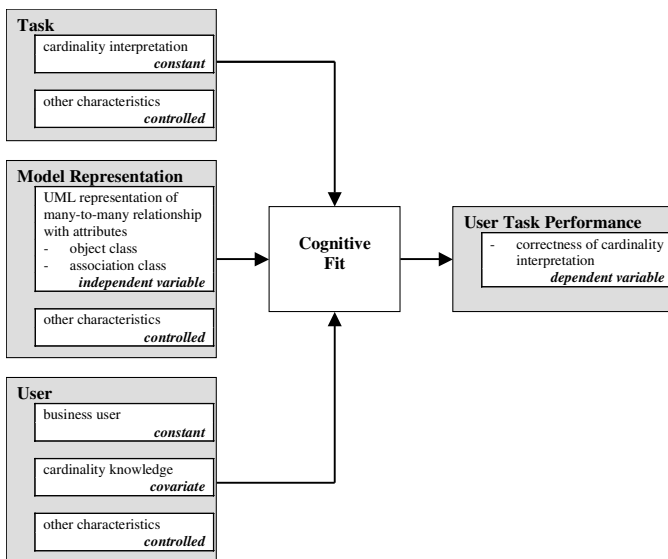 Task
cardinality interpretation
constant
other characteristics
controlled
Model Representation
UML representation of
many-to-many relationship
with attributes
- object class
- association class
independent variable
other characteristics
controlled
User
business user
constant
cardinality knowledge
covariate
other characteristics
controlled
Cognitive
Fit
User Task Performance
- correctness of cardinality
interpretation
dependent variable